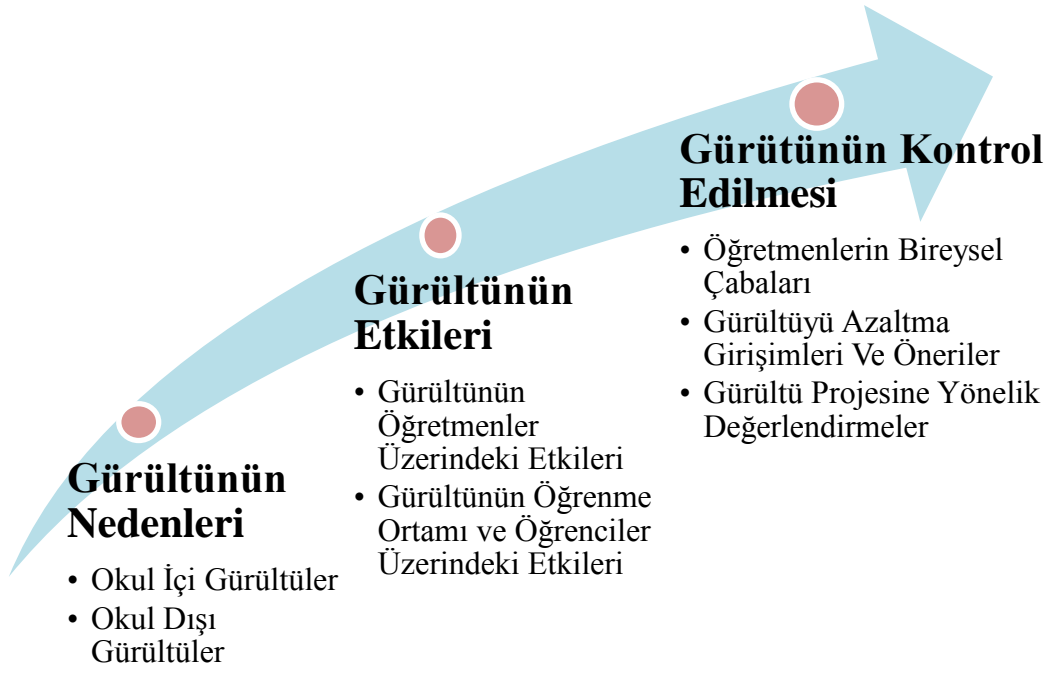 Gürültünün
Nedenleri
• Okul İçi Gürültüler
• Okul Dışı
Gürültüler
Gürültünün
Etkileri
• Gürültünün
Öğretmenler
Üzerindeki Etkileri
• Gürültünün Öğrenme
Ortamı ve Öğrenciler
Üzerindeki Etkileri
Gürütünün Kontrol
Edilmesi
• Öğretmenlerin Bireysel
Çabaları
• Gürültüyü Azaltma
Girişimleri Ve Öneriler
• Gürültü Projesine Yönelik
Değerlendirmeler